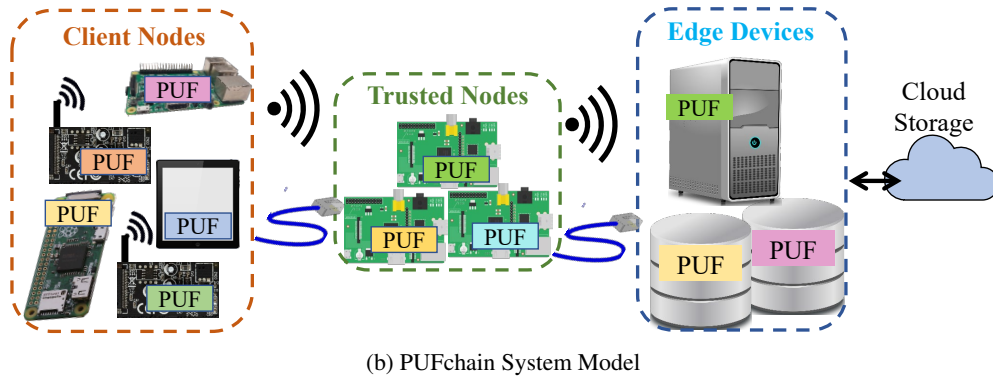 Client Nodes
PUF
PUF
PUF
PUF
PUF
Trusted Nodes
PUF
PUF
PUF
Edge Devices
PUF
PUF
PUF
Cloud
Storage
(b) PUFchain System Model